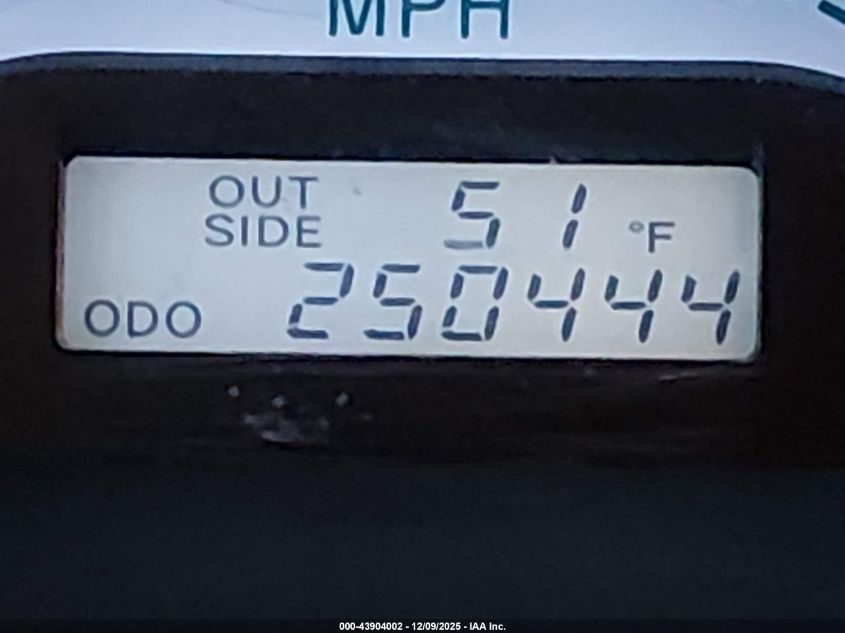 MPH
OUT
SIDE 51 °F
ODO 250444
000-43904002 - 12/09/2025 - IAA Inc.